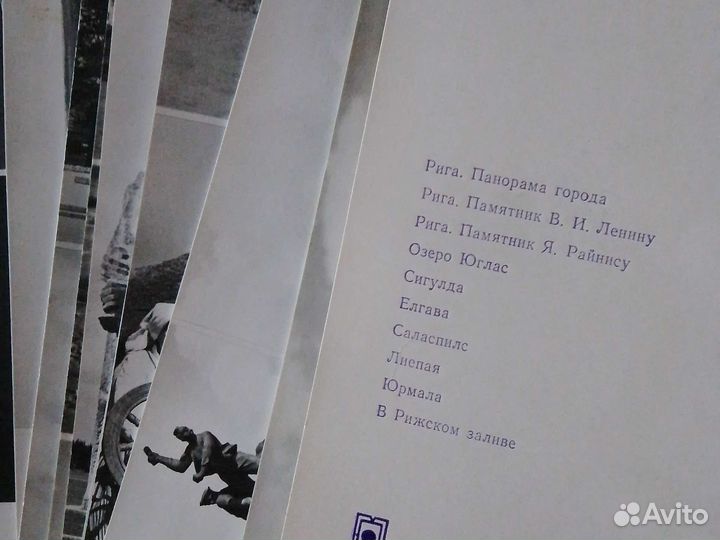 Рига. Панорама города
Рига. Памятник В. И. Ленину
Рига. Памятник Я. Райнису
Озеро Юглас
Сигулда
Елгава
Саласпилс
Лиепая
Юрмала
В Рижском заливе
Avito